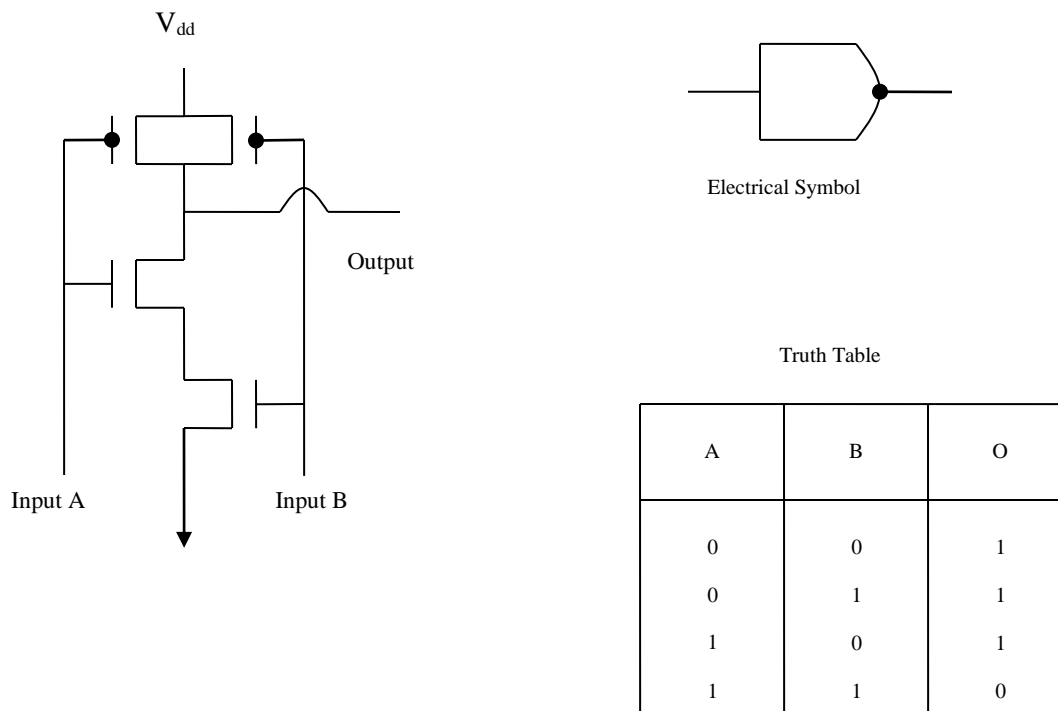 V_dd
Electrical Symbol
Output
Input A
Input B
Truth Table
A B O
0 0 1
0 1 1
1 0 1
1 1 0